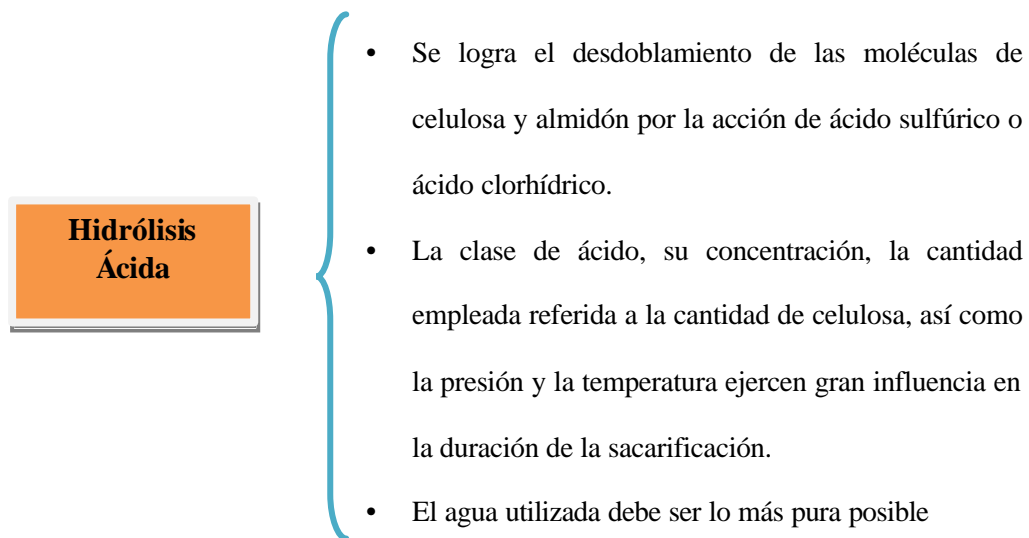 Hidrólisis
Ácida
• Se logra el desdoblamiento de las moléculas de
celulosa y almidón por la acción de ácido sulfúrico o
ácido clorhídrico.
• La clase de ácido, su concentración, la cantidad
empleada referida a la cantidad de celulosa, así como
la presión y la temperatura ejercen gran influencia en
la duración de la sacarificación.
• El agua utilizada debe ser lo más pura posible